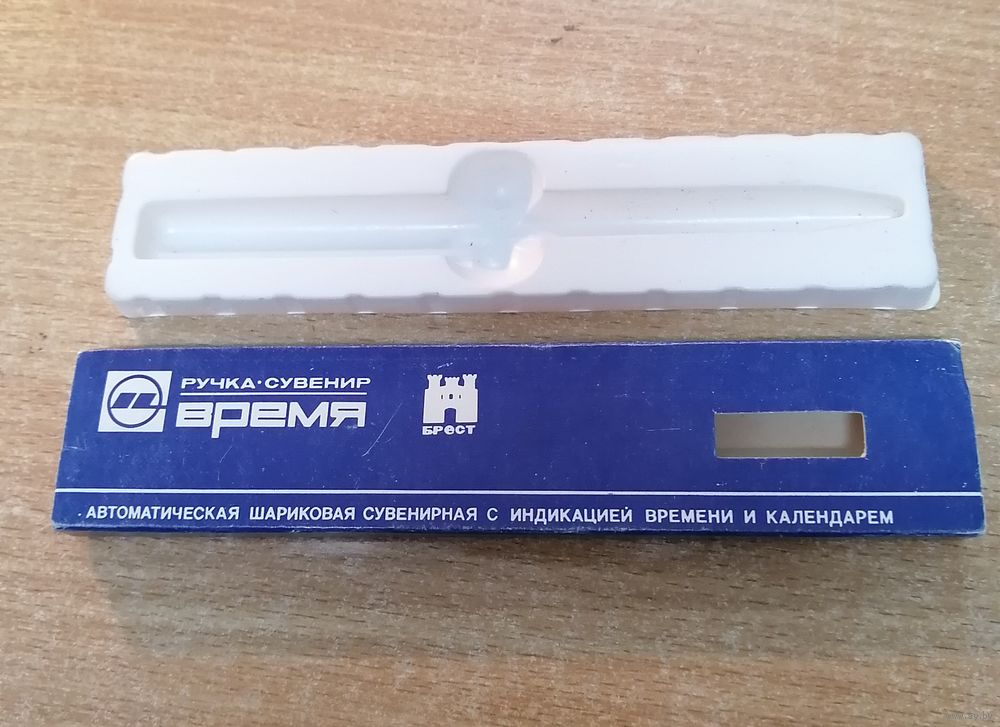 РУЧКА·СУВЕНИР
время
БРЕСТ
АВТОМАТИЧЕСКАЯ ШАРИКОВАЯ СУВЕНИРНАЯ С ИНДИКАЦИЕЙ ВРЕМЕНИ И КАЛЕНДАРЕМ